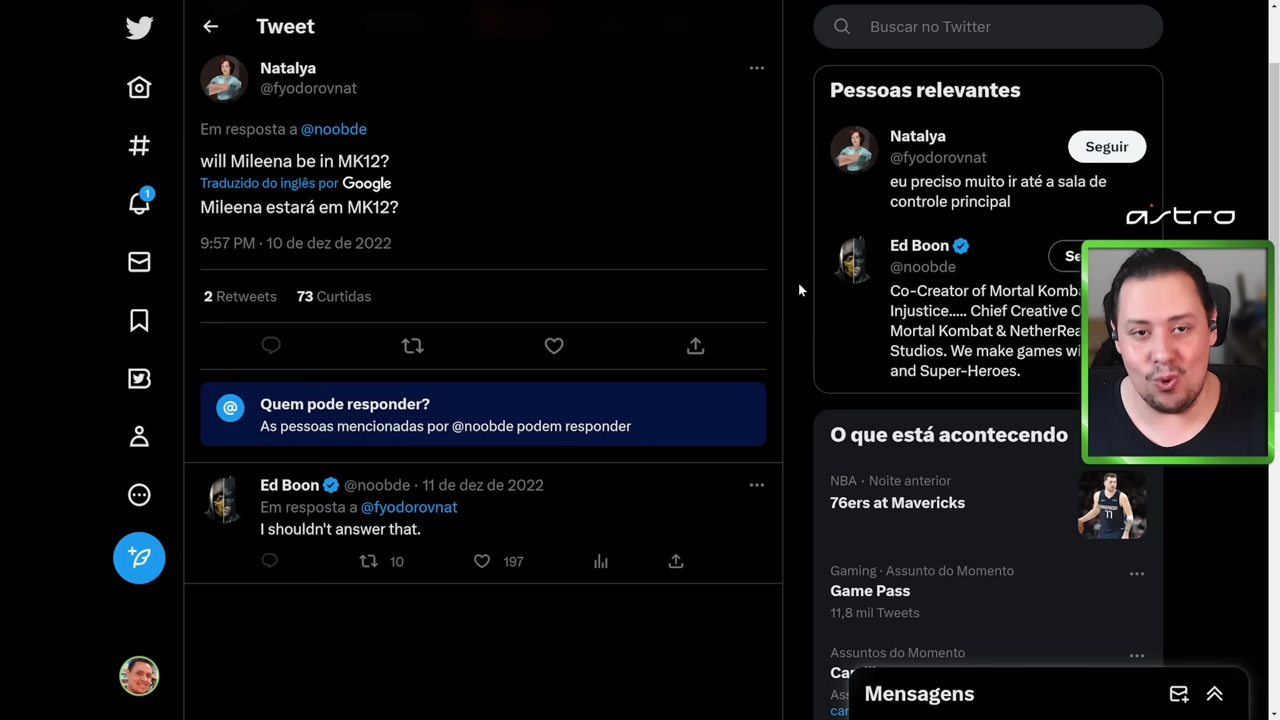 Tweet
Natalya
@fyodorovnat
Em resposta a @noobde
will Mileena be in MK12?
Traduzido do inglês por Google
Mileena estará em MK12?
9:57 PM · 10 de dez de 2022
2 Retweets 73 Curtidas
Quem pode responder?
As pessoas mencionadas por @noobde podem responder
Ed Boon @noobde · 11 de dez de 2022
Em resposta a @fyodorovnat
I shouldn't answer that.
10 197
1
Buscar no Twitter
Pessoas relevantes
Natalya
@fyodorovnat
Seguir
eu preciso muito ir até a sala de
controle principal
astro
Ed Boon
@noobde
Co-Creator of Mortal
Injustice..... Chief Creative
Mortal Kombat &
Studios. We make games
and Super-Heroes.
O que está acontecendo
NBA · Noite anterior
76ers at Mavericks
Gaming · Assunto do Momento
Game Pass
11,8 mil Tweets
Assuntos do Momento
Mensagens